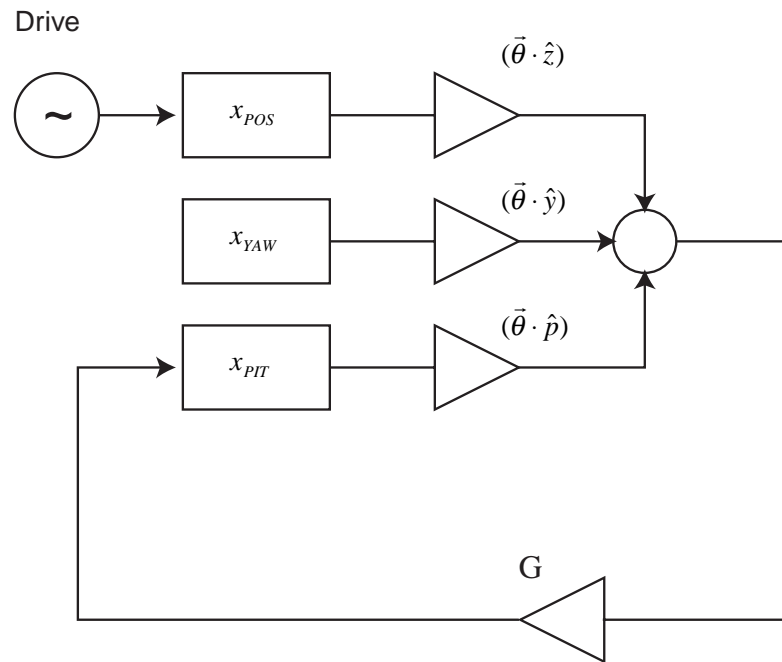 Drive
(θ⃗ · ẑ)
~
x_POS
(θ⃗ · ŷ)
x_YAW
(θ⃗ · p̂)
x_PIT
G